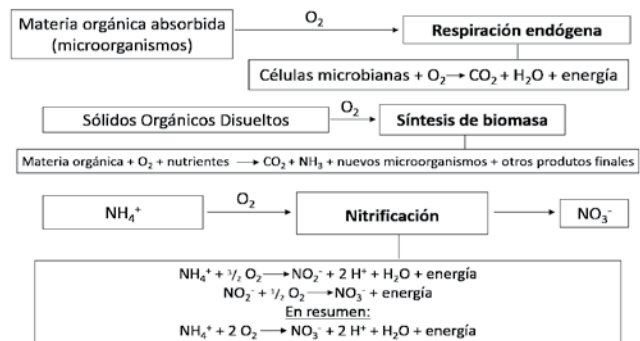 Materia orgánica absorbida
(microorganismos)
O₂
Respiración endógena
Células microbianas + O₂ → CO₂ + H₂O + energía
Sólidos Orgánicos Disueltos
O₂
Síntesis de biomasa
Materia orgánica + O₂ + nutrientes → CO₂ + NH₃ + nuevos microorganismos + otros produtos finales
NH₄⁺
O₂
Nitrificación
NO₃⁻
NH₄⁺ + ³/₂ O₂ → NO₂⁻ + 2 H⁺ + H₂O + energía
NO₂⁻ + ¹/₂ O₂ → NO₃⁻ + energía
En resumen:
NH₄⁺ + 2 O₂ → NO₃⁻ + 2 H⁺ + H₂O + energía